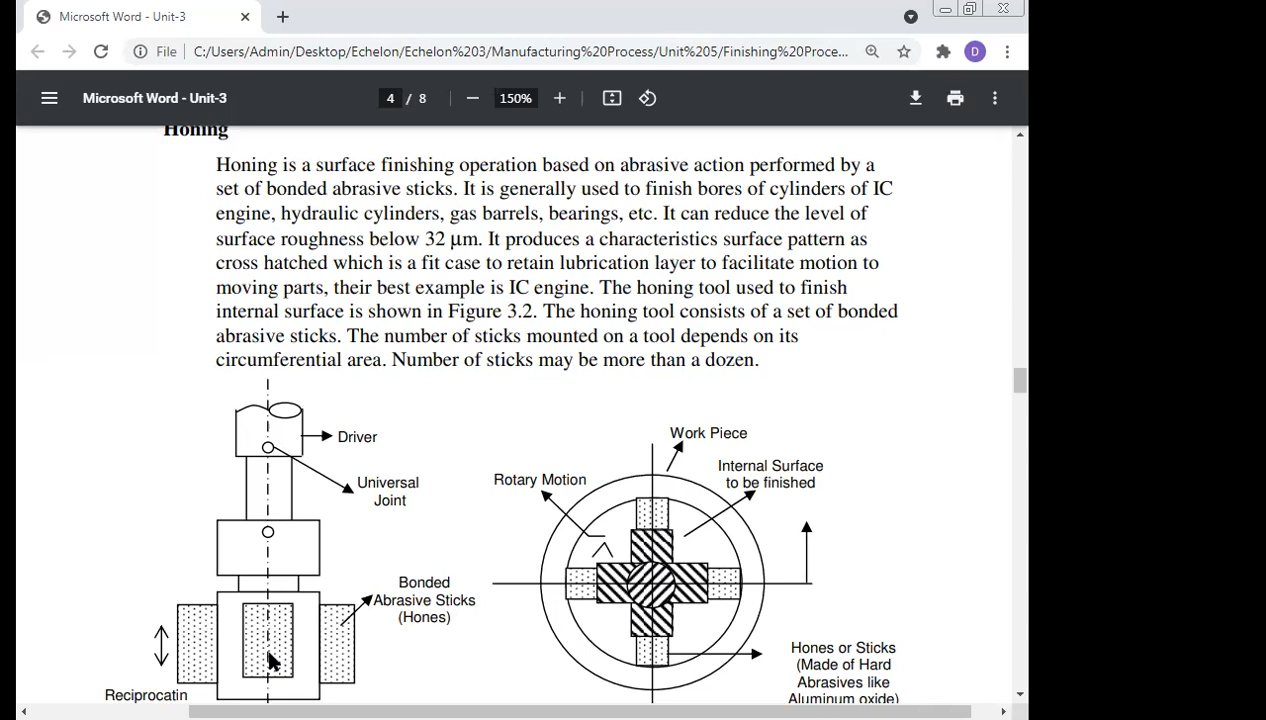 Microsoft Word - Unit-3
File
C:/Users/Admin/Desktop/Echelon/Echelon%203/Manufacturing%20Process/Unit%205/Finishing%20Proce...
D
Microsoft Word - Unit-3
4 / 8
150%
Honing
Honing is a surface finishing operation based on abrasive action performed by a
set of bonded abrasive sticks. It is generally used to finish bores of cylinders of IC
engine, hydraulic cylinders, gas barrels, bearings, etc. It can reduce the level of
surface roughness below 32 μm. It produces a characteristics surface pattern as
cross hatched which is a fit case to retain lubrication layer to facilitate motion to
moving parts, their best example is IC engine. The honing tool used to finish
internal surface is shown in Figure 3.2. The honing tool consists of a set of bonded
abrasive sticks. The number of sticks mounted on a tool depends on its
circumferential area. Number of sticks may be more than a dozen.
Driver
Universal
Joint
Bonded
Abrasive Sticks
(Hones)
Reciprocatin
Work Piece
Rotary Motion
Internal Surface
to be finished
Hones or Sticks
(Made of Hard
Abrasives like
Aluminum oxide)